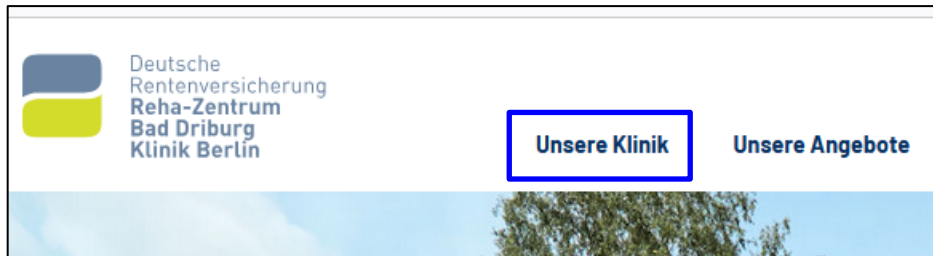 Deutsche
Rentenversicherung
Reha-Zentrum
Bad Driburg
Klinik Berlin
Unsere Klinik Unsere Angebote